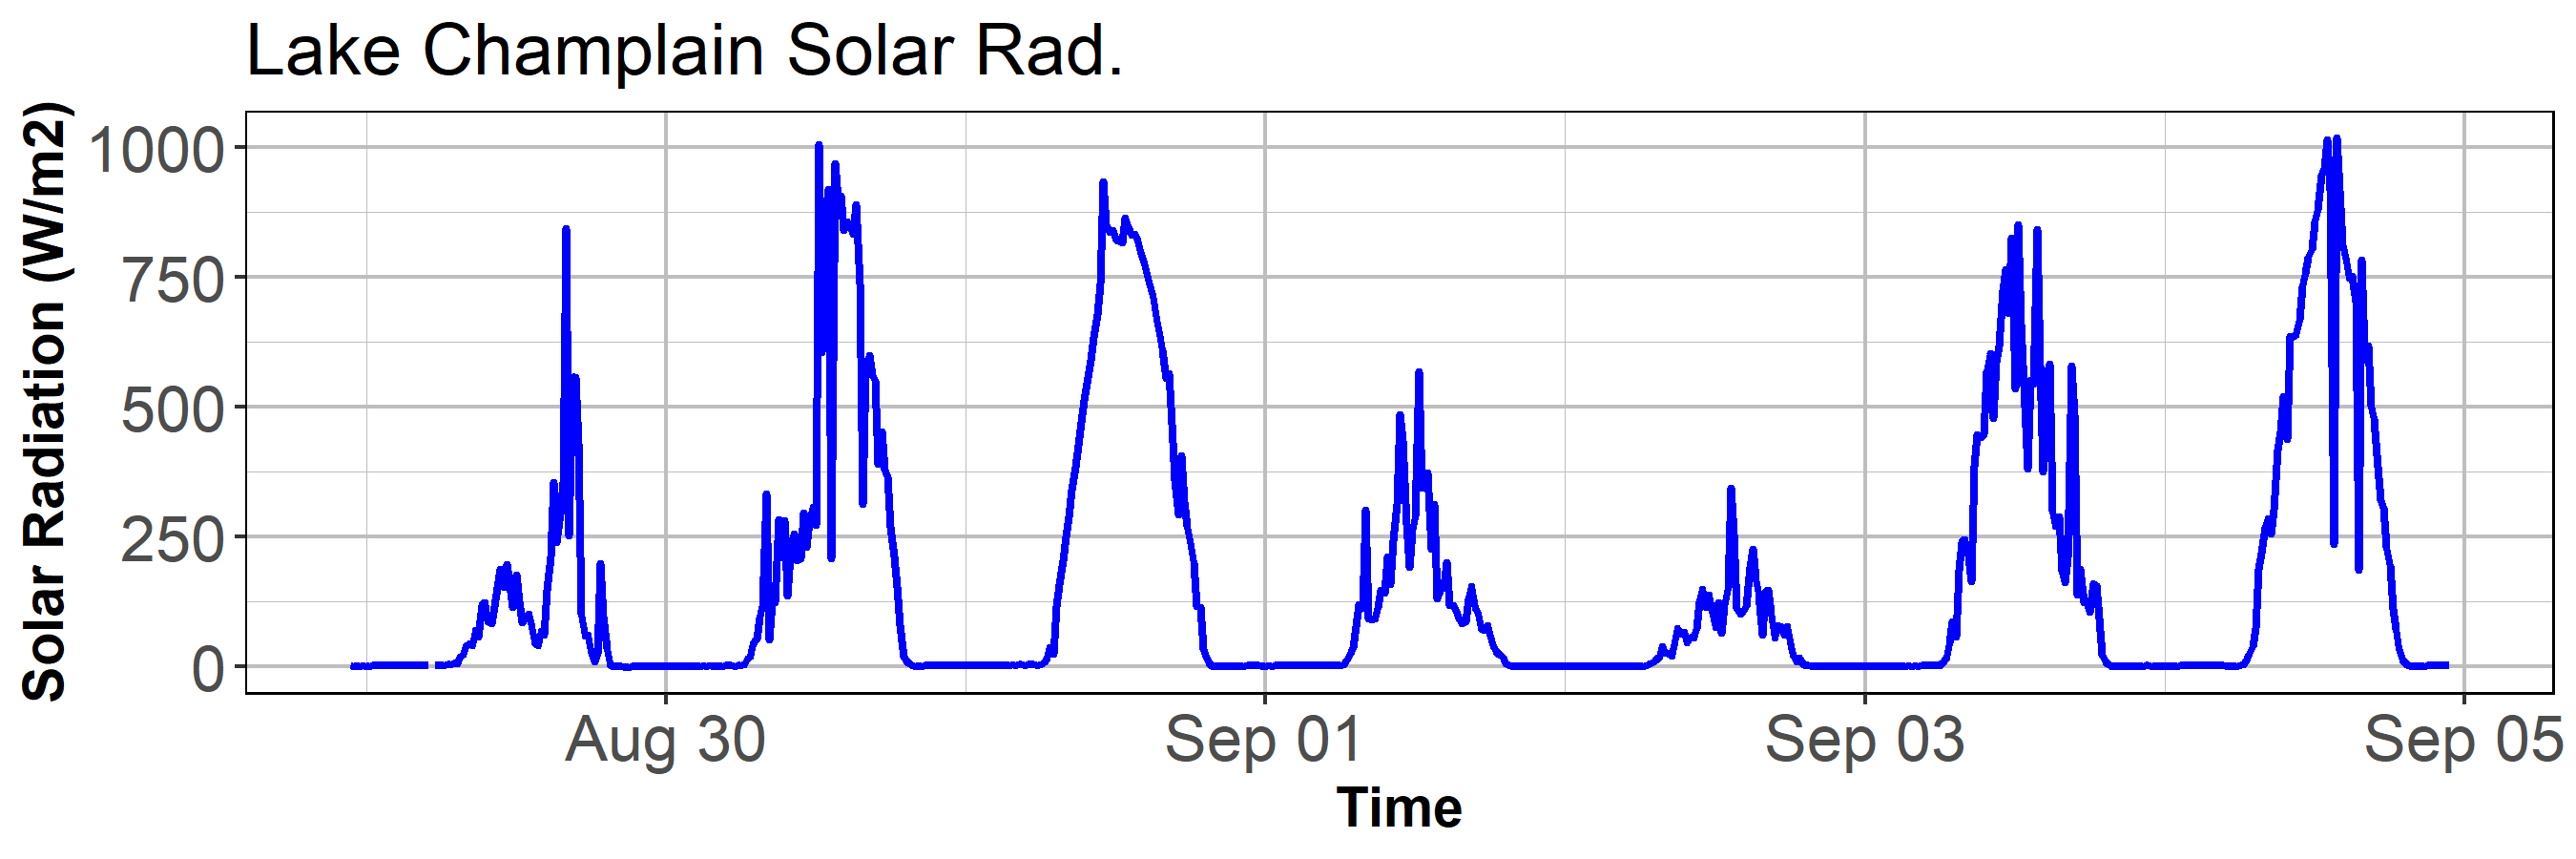 Lake Champlain Solar Rad.
Solar Radiation (W/m2)
1000
750
500
250
0
Aug 30 Sep 01 Sep 03 Sep 05
Time